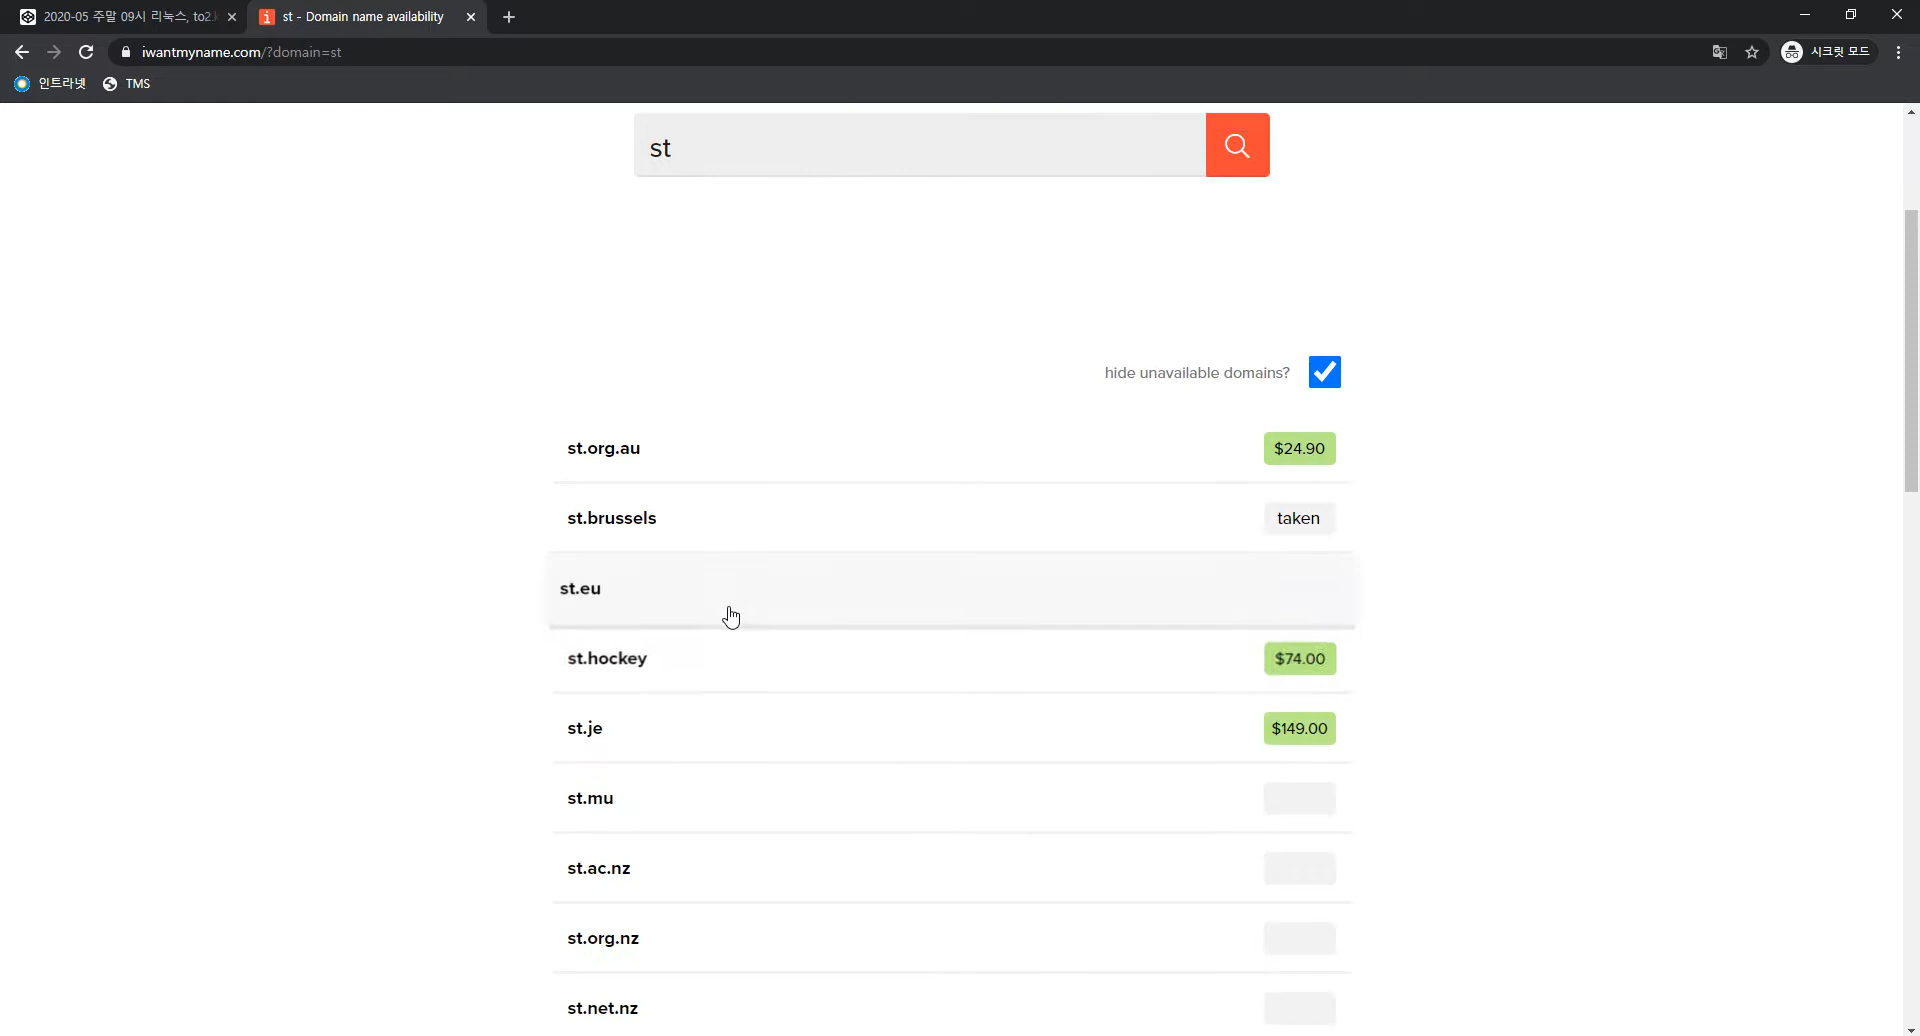 2020-05 주말 09시 리눅스, to2.
st - Domain name availability
iwantmyname.com/?domain=st
시크릿 모드
인트라넷
TMS
st
hide unavailable domains?
st.org.au
$24.90
st.brussels
taken
st.eu
st.hockey
$74.00
st.je
$149.00
st.mu
st.ac.nz
st.org.nz
st.net.nz